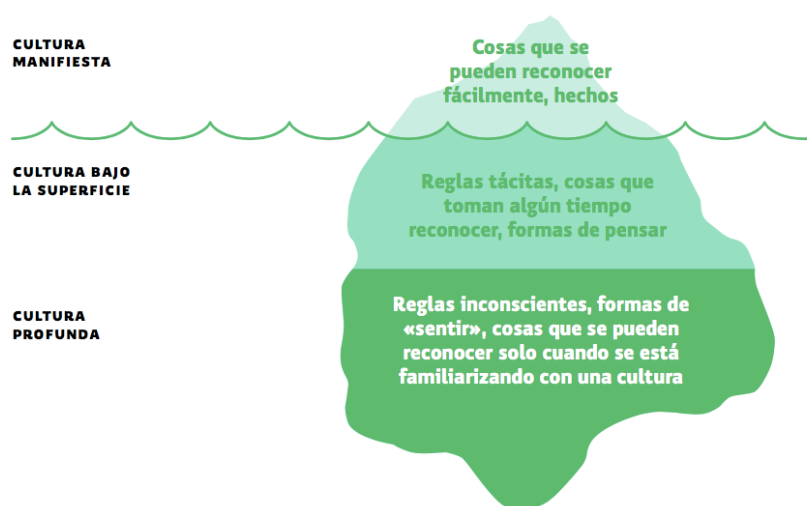 CULTURA
MANIFIESTA
Cosas que se
pueden reconocer
fácilmente, hechos
CULTURA BAJO
LA SUPERFICIE
Reglas tácitas, cosas que
toman algún tiempo
reconocer, formas de pensar
CULTURA
PROFUNDA
Reglas inconscientes, formas de
«sentir», cosas que se pueden
reconocer solo cuando se está
familiarizando con una cultura